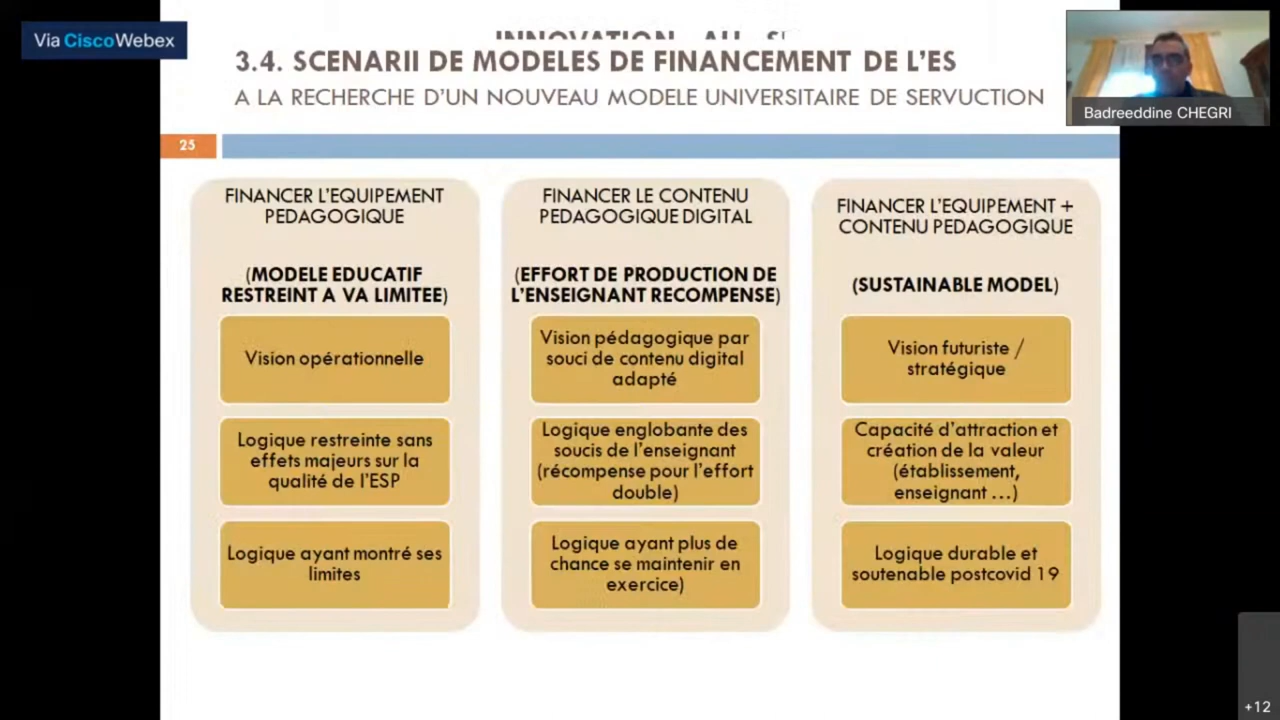 Via Cisco Webex
INNOVATION AU
3.4. SCENARII DE MODELES DE FINANCEMENT DE L'ES
A LA RECHERCHE D'UN NOUVEAU MODELE UNIVERSITAIRE DE SERVUCTION
Badreeddine CHEGRI
25
FINANCER L'EQUIPEMENT
PEDAGOGIQUE
(MODELE EDUCATIF
RESTREINT A VA LIMITEE)
Vision opérationnelle
Logique restreinte sans
effets majeurs sur la
qualité de l'ESP
Logique ayant montré ses
limites
FINANCER LE CONTENU
PEDAGOGIQUE DIGITAL
(EFFORT DE PRODUCTION DE
L'ENSEIGNANT RECOMPENSE)
Vision pédagogique par
souci de contenu digital
adapté
Logique englobante des
soucis de l'enseignant
(récompense pour l'effort
double)
Logique ayant plus de
chance se maintenir en
exercice)
FINANCER L'EQUIPEMENT +
CONTENU PEDAGOGIQUE
(SUSTAINABLE MODEL)
Vision futuriste /
stratégique
Capacité d'attraction et
création de la valeur
(établissement,
enseignant ...)
Logique durable et
soutenable postcovid 19
+12